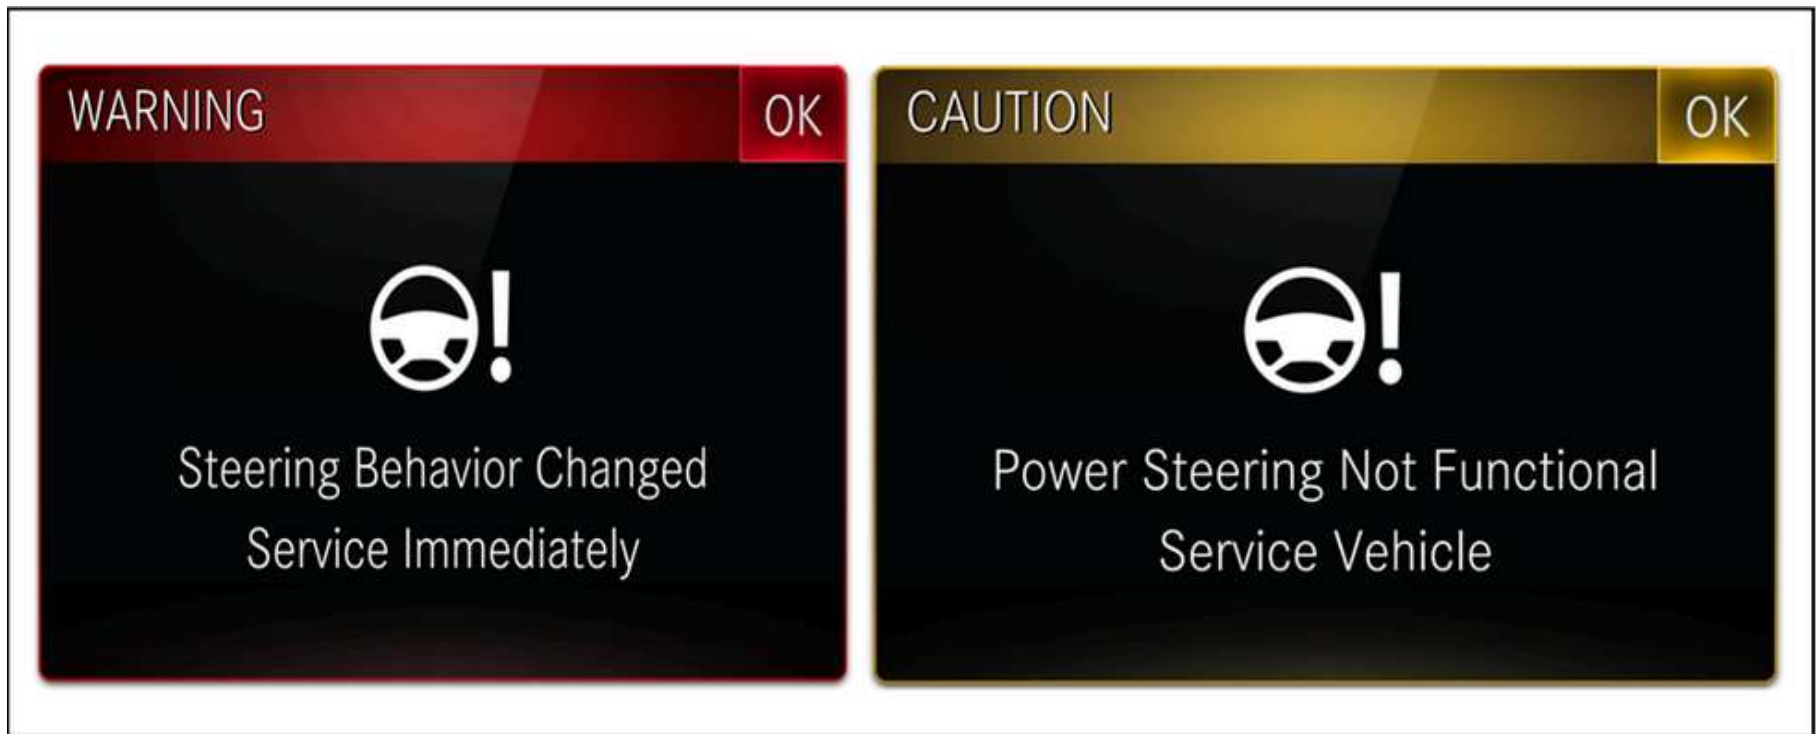 WARNING
OK
Steering Behavior Changed
Service Immediately
CAUTION
OK
Power Steering Not Functional
Service Vehicle